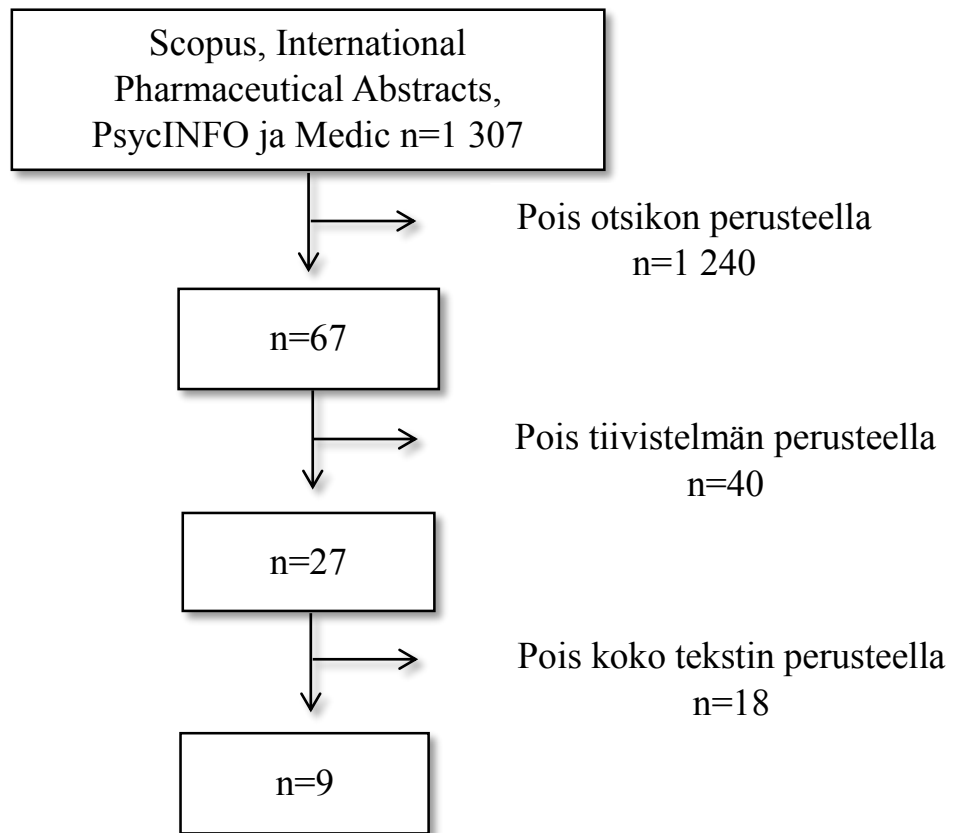 Scopus, International
Pharmaceutical Abstracts,
PsycINFO ja Medic n=1 307
Pois otsikon perusteella
n=1 240
n=67
Pois tiivistelmän perusteella
n=40
n=27
Pois koko tekstin perusteella
n=18
n=9